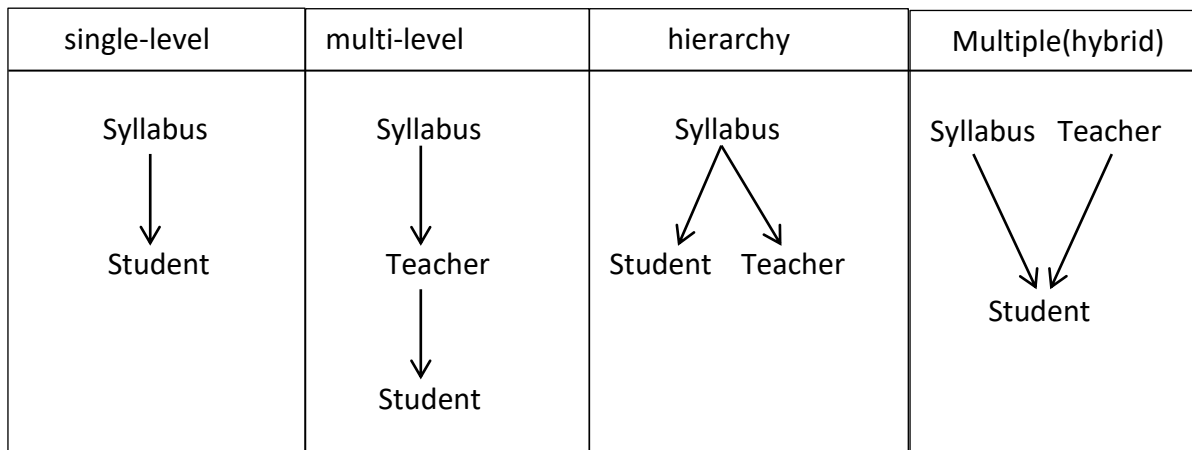 single-level
multi-level
hierarchy
Multiple(hybrid)
Syllabus
Student
Syllabus
Teacher
Student
Syllabus
Student Teacher
Syllabus Teacher
Student